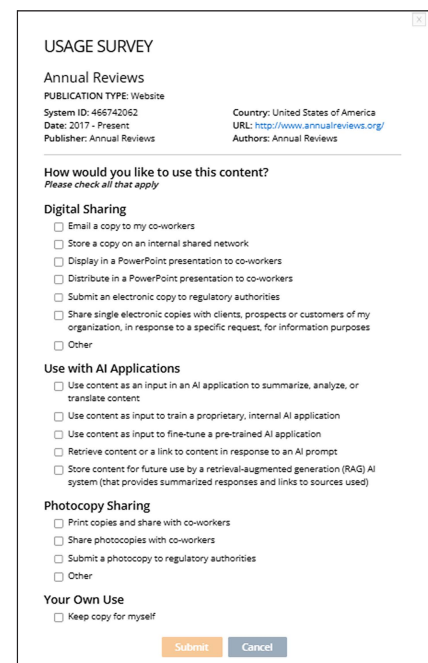 x
USAGE SURVEY
Annual Reviews
PUBLICATION TYPE: Website
System ID: 466742062
Country: United States of America
Date: 2017 - Present
URL: http://www.annualreviews.org/
Publisher: Annual Reviews
Authors: Annual Reviews
How would you like to use this content?
Please check all that apply
Digital Sharing
Email a copy to my co-workers
Store a copy on an internal shared network
Display in a PowerPoint presentation to co-workers
Distribute in a PowerPoint presentation to co-workers
Submit an electronic copy to regulatory authorities
Share single electronic copies with clients, prospects or customers of my
organization, in response to a specific request, for information purposes
Other
Use with AI Applications
Use content as an input in an AI application to summarize, analyze, or
translate content
Use content as input to train a proprietary, internal AI application
Use content as input to fine-tune a pre-trained AI application
Retrieve content or a link to content in response to an AI prompt
Store content for future use by a retrieval-augmented generation (RAG) AI
system (that provides summarized responses and links to sources used)
Photocopy Sharing
Print copies and share with co-workers
Share photocopies with co-workers
Submit a photocopy to regulatory authorities
Other
Your Own Use
Keep copy for myself
Submit
Cancel